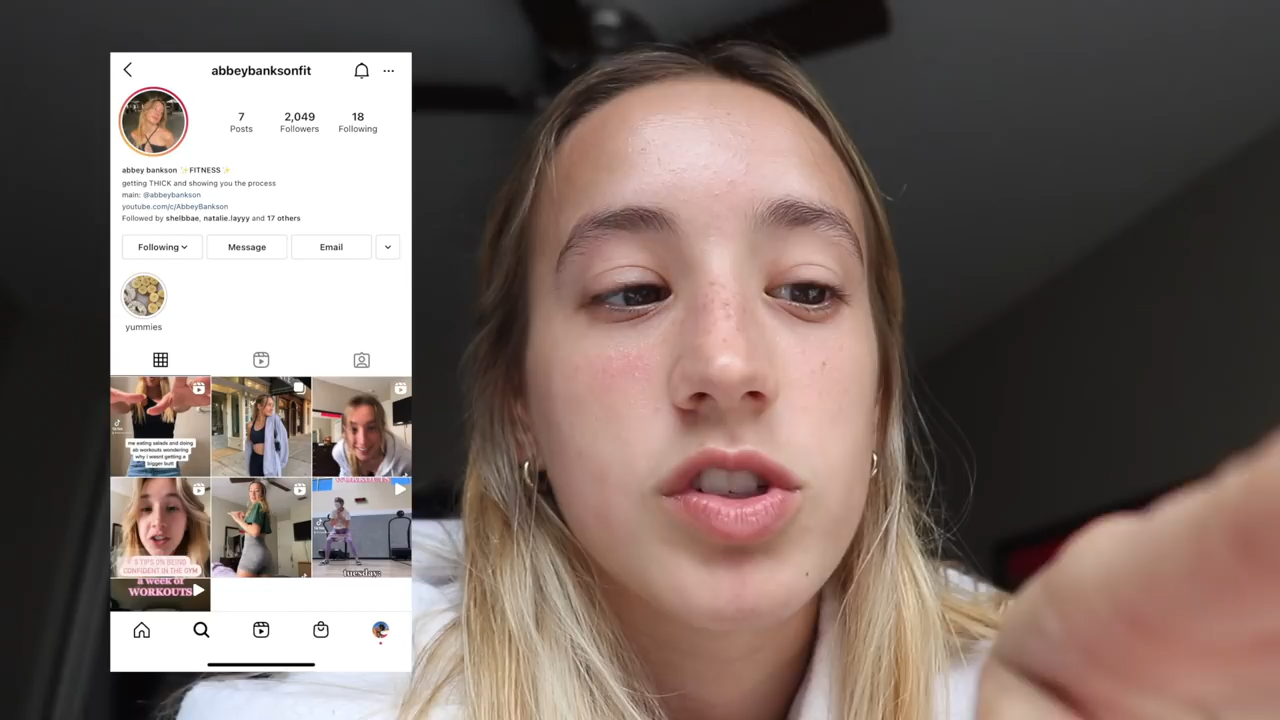 abbeybanksonfit
7 2,049 18
Posts Followers Following
abbey bankson ✨FITNESS✨
getting THICK and showing you the process
main: @abbeybankson
youtube.com/c/AbbeyBankson
Followed by shelbbae, natalie.layyy and 17 others
Following Message Email
yummies
me eating salads and doing
ab workouts wondering
why i wasnt getting a
bigger butt
TikTok
3 TIPS ON BEING
CONFIDENT IN THE GYM
tuesday:
a week of
WORKOUTS